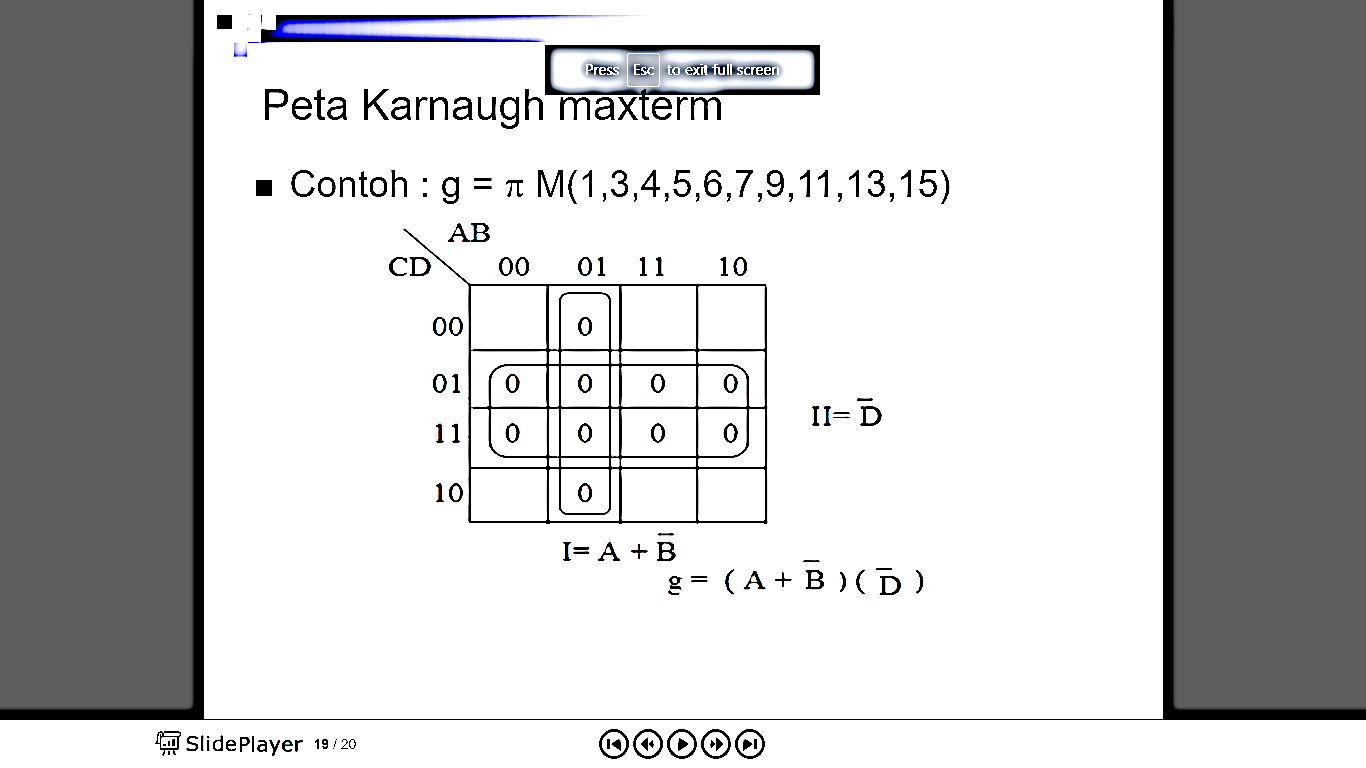 Press Esc to exit full screen
Peta Karnaugh maxterm
Contoh : g = π M(1,3,4,5,6,7,9,11,13,15)
AB
CD 00 01 11 10
00 0
01 0 0 0 0
II= D̅
11 0 0 0 0
10 0
I= A + B̅
g = ( A + B̅ )( D̅ )
SlidePlayer 19 / 20